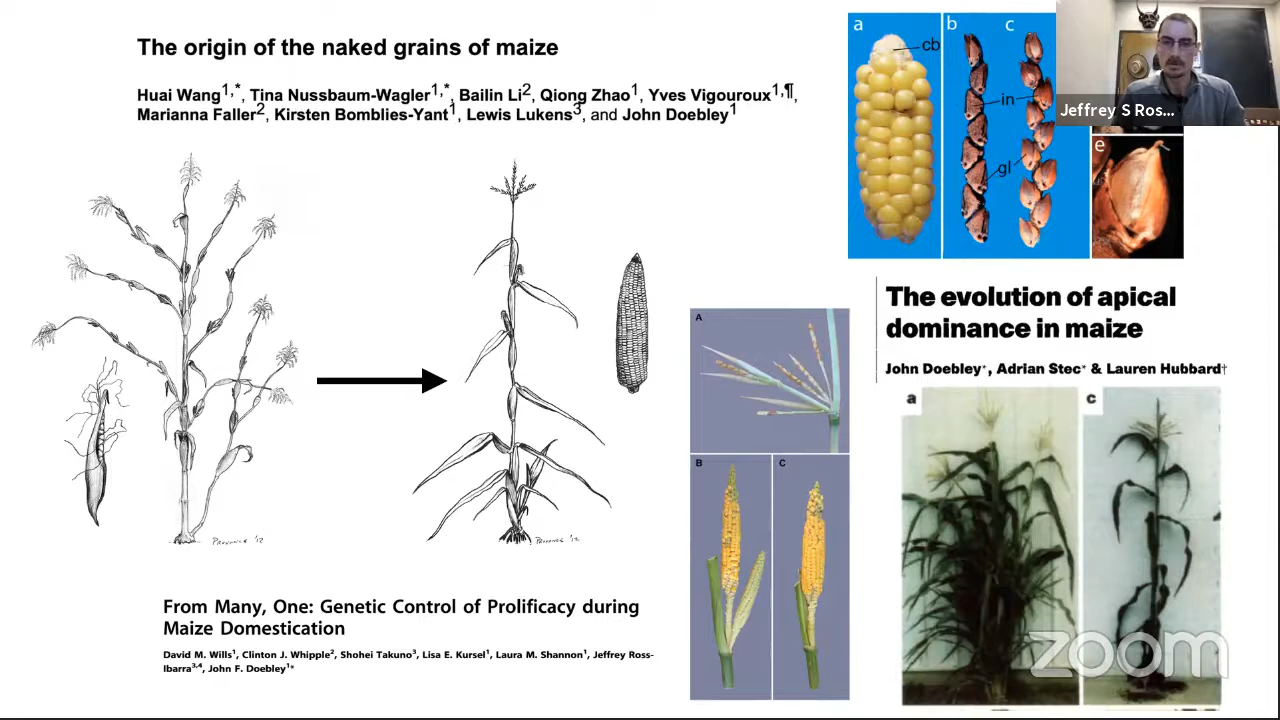 The origin of the naked grains of maize
Huai Wang1,*, Tina Nussbaum-Wagler1,*, Bailin Li2, Qiong Zhao1, Yves Vigouroux1,¶,
Marianna Faller2, Kirsten Bomblies-Yant1, Lewis Lukens3, and John Doebley1
a
b
c
cb
in
gl
e
Jeffrey S Ros...
The evolution of apical
dominance in maize
John Doebley*, Adrian Stec* & Lauren Hubbard†
a
c
A
B
C
From Many, One: Genetic Control of Prolificacy during
Maize Domestication
David M. Wills1, Clinton J. Whipple2, Shohei Takuno3, Lisa E. Kursel1, Laura M. Shannon1, Jeffrey Ross-
Ibarra3,4, John F. Doebley1*
zoom